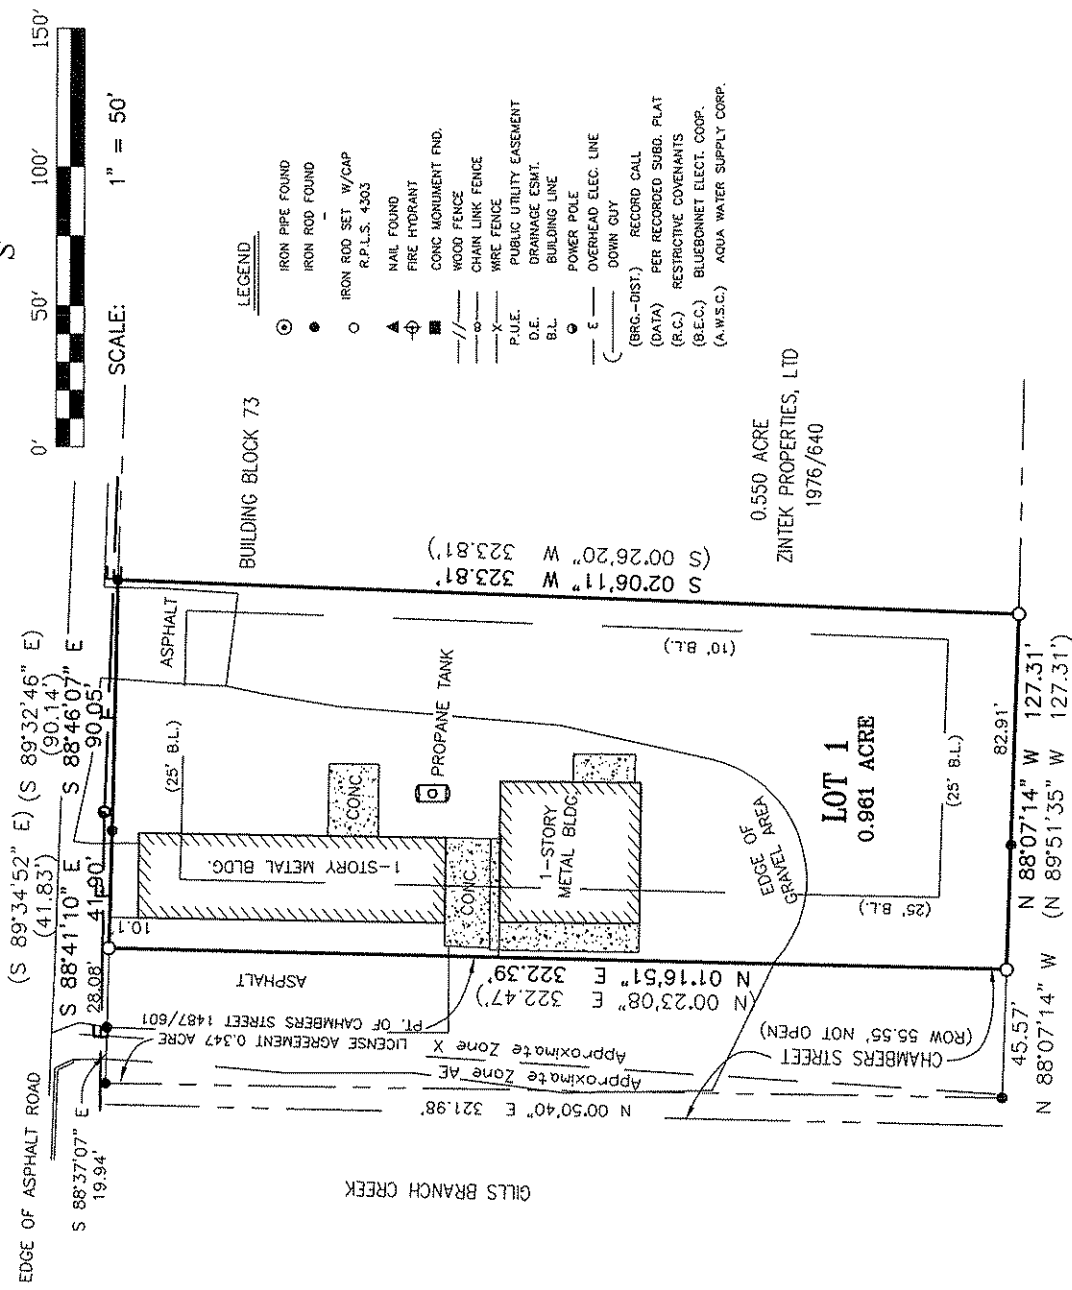 S
0' 50' 100' 150'
SCALE: 1" = 50'
LEGEND
IRON PIPE FOUND
IRON ROD FOUND
-
IRON ROD SET W/CAP
R.P.L.S. 4303
NAIL FOUND
FIRE HYDRANT
CONC MONUMENT FND.
WOOD FENCE
CHAIN LINK FENCE
WIRE FENCE
P.U.E. PUBLIC UTILITY EASEMENT
D.E. DRAINAGE ESMT.
B.L. BUILDING LINE
POWER POLE
E OVERHEAD ELEC. LINE
DOWN GUY
(BRG.-DIST.) RECORD CALL
(DATA) PER RECORDED SUBD. PLAT
(R.C.) RESTRICTIVE COVENANTS
(B.E.C.) BLUEBONNET ELECT. COOP.
(A.W.S.C.) AQUA WATER SUPPLY CORP.
BUILDING BLOCK 73
0.550 ACRE
ZINTEK PROPERTIES, LTD
1976/640
(S 89°34'52" E) (S 89°32'46" E)
(41.83') (90.14')
S 88°41'10" E S 88°46'07" E
41.90' 90.05'
28.08'
EDGE OF ASPHALT ROAD
S 88°37'07" E
19.94'
ASPHALT
(25' B.L.)
S 02°06'11" W 323.81'
(S 00°26'20" W 323.81')
(10' B.L.)
PROPANE TANK
CONC.
1-STORY METAL BLDG.
10.1'
CONC.
1-STORY
METAL BLDG.
EDGE OF
GRAVEL AREA
LOT 1
0.961 ACRE
(25' B.L.)
(25' B.L.)
82.91'
N 88°07'14" W 127.31'
(N 89°51'35" W 127.31')
N 01°16'51" E 322.39'
(N 00°23'08" E 322.47')
ASPHALT
PT. OF CAHMBERS STREET 1487/601
LICENSE AGREEMENT 0.347 ACRE
Approximate Zone X
Approximate Zone AE
CHAMBERS STREET
(ROW 55.55' NOT OPEN)
45.57'
N 88°07'14" W
N 00°50'40" E 321.98'
GILLS BRANCH CREEK